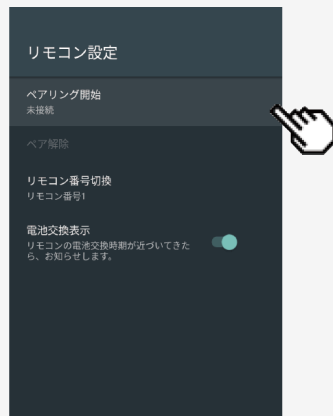 リモコン設定
ペアリング開始
未接続
ペア解除
リモコン番号切換
リモコン番号1
電池交換表示
リモコンの電池交換時期が近づいてきた
ら、お知らせします。